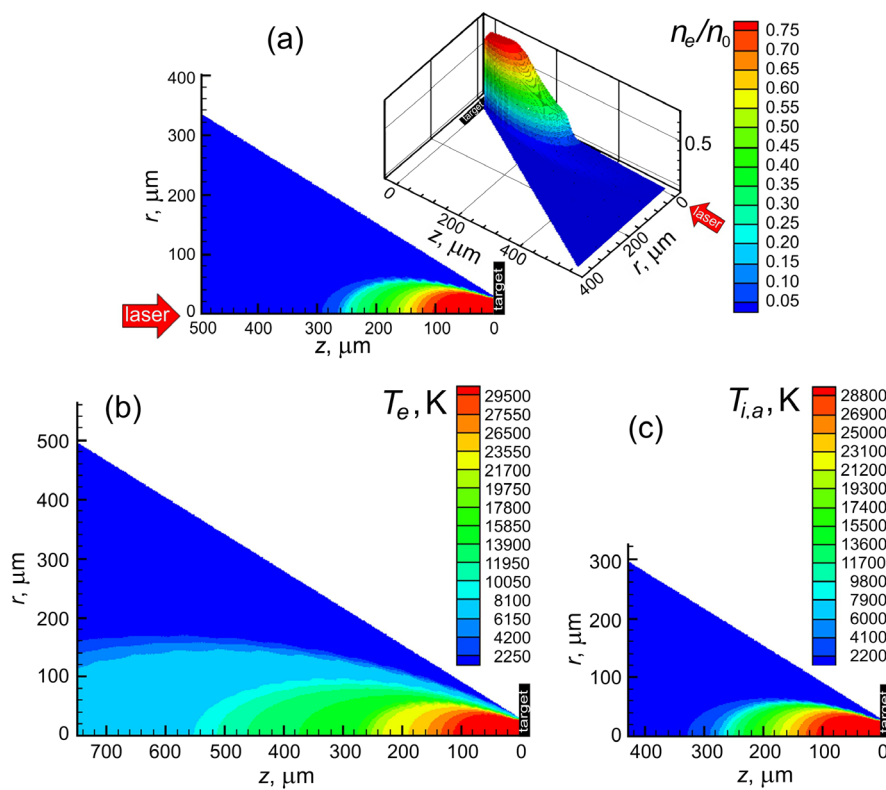 (a)
n_e/n_0
0.75
0.70
0.65
0.60
0.55
0.50
0.45
0.40
0.35
0.30
0.25
0.20
0.15
0.10
0.05
400
300
200
100
0
r, μm
target
laser
500 400 300 200 100 0
z, μm
target
0.5
0
200
400
z, μm
0
200
400
r, μm
laser
(b)
T_e, K
29500
27550
26500
23550
21700
19750
17800
15850
13900
11950
10050
8100
6150
4200
2250
500
400
300
200
100
0
r, μm
target
700 600 500 400 300 200 100 0
z, μm
(c)
T_{i,a}, K
28800
26900
25000
23100
21200
19300
17400
15500
13600
11700
9800
7900
6000
4100
2200
300
200
100
0
r, μm
target
400 300 200 100 0
z, μm